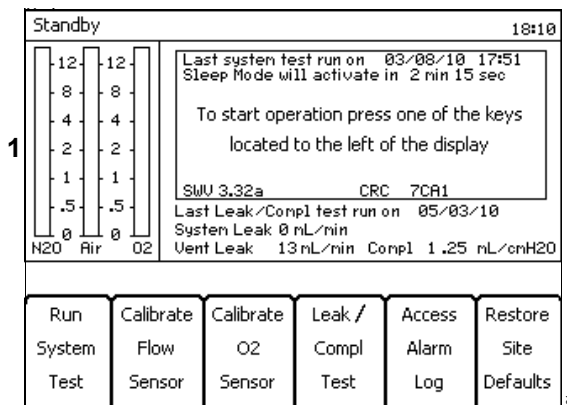 Standby 18:10
12 12
8 8
4 4
2 2
1 1
.5 .5
0 0
N2O Air O2
1
Last system test run on 03/08/10 17:51
Sleep Mode will activate in 2 min 15 sec
To start operation press one of the keys
located to the left of the display
SWV 3.32a CRC 7CA1
Last Leak/Compl test run on 05/03/10
System Leak 0 mL/min
Vent Leak 13 mL/min Compl 1.25 mL/cmH2O
Run System Test
Calibrate Flow Sensor
Calibrate O2 Sensor
Leak / Compl Test
Access Alarm Log
Restore Site Defaults